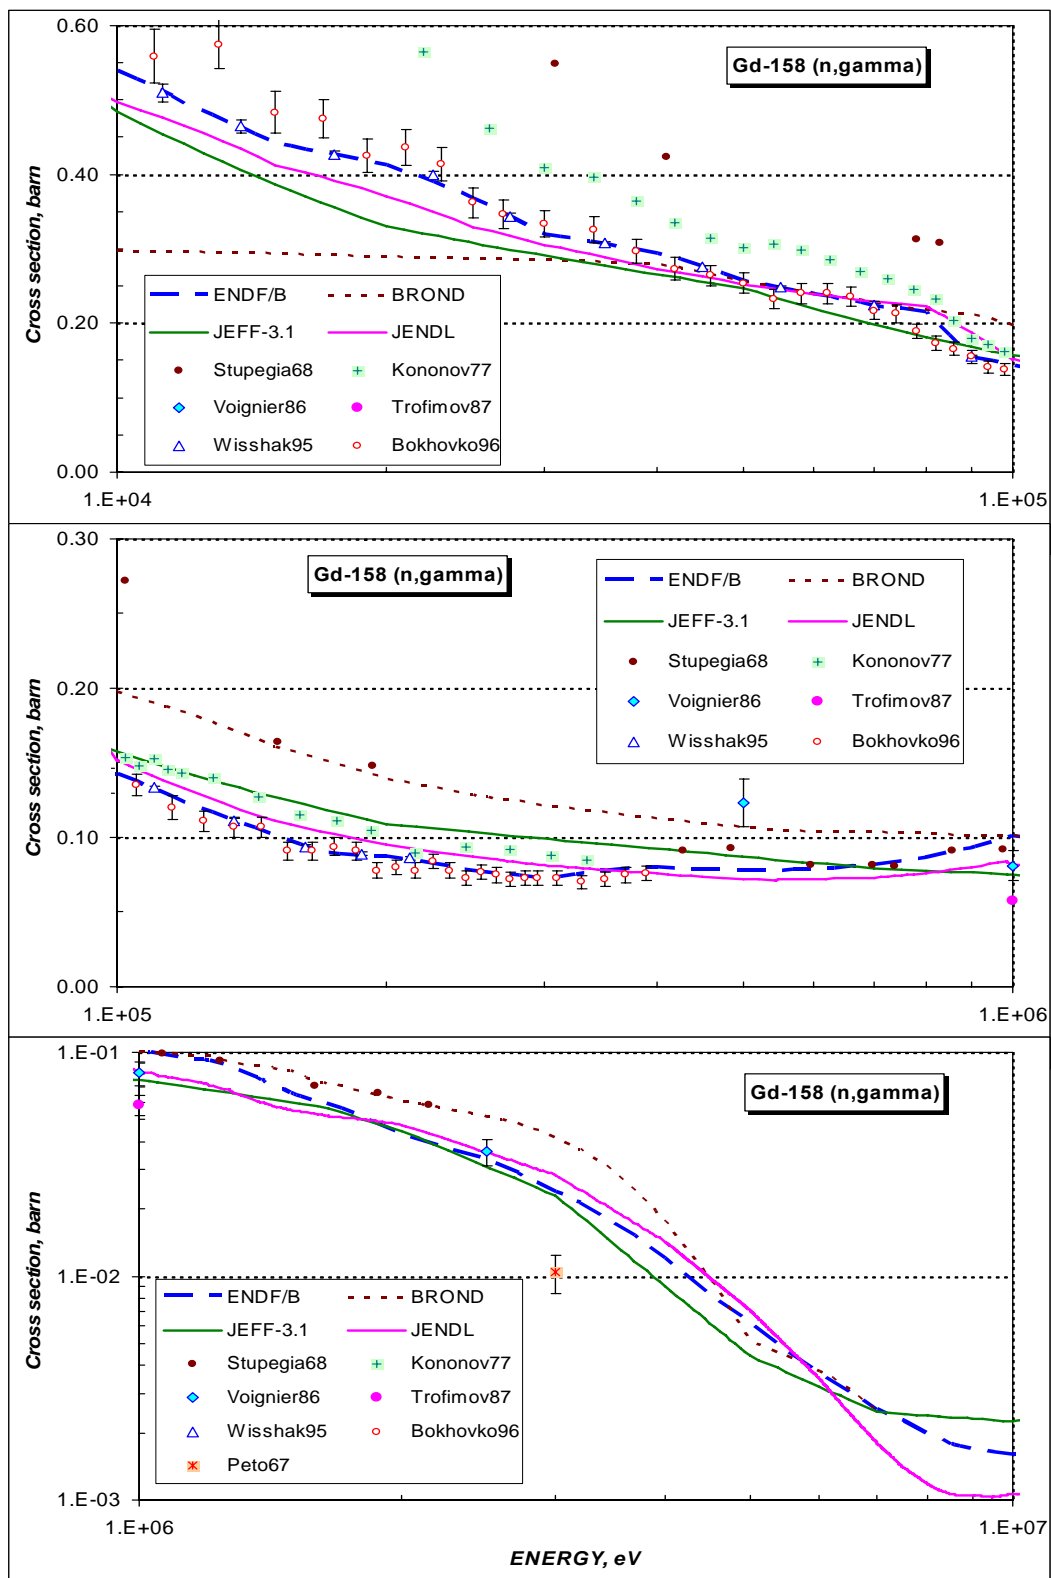 0.60
Gd-158 (n,gamma)
Cross section, barn
0.40
0.20
ENDF/B
BROND
JEFF-3.1
JENDL
Stupegia68
Kononov77
Voignier86
Trofimov87
Wisshak95
Bokhovko96
0.00
1.E+04
1.E+05
0.30
Gd-158 (n,gamma)
Cross section, barn
ENDF/B
BROND
JEFF-3.1
JENDL
Stupegia68
Kononov77
0.20
Voignier86
Trofimov87
Wisshak95
Bokhovko96
0.10
0.00
1.E+05
1.E+06
1.E-01
Gd-158 (n,gamma)
Cross section, barn
1.E-02
ENDF/B
BROND
JEFF-3.1
JENDL
Stupegia68
Kononov77
Voignier86
Trofimov87
Wisshak95
Bokhovko96
Peto67
1.E-03
1.E+06
1.E+07
ENERGY, eV